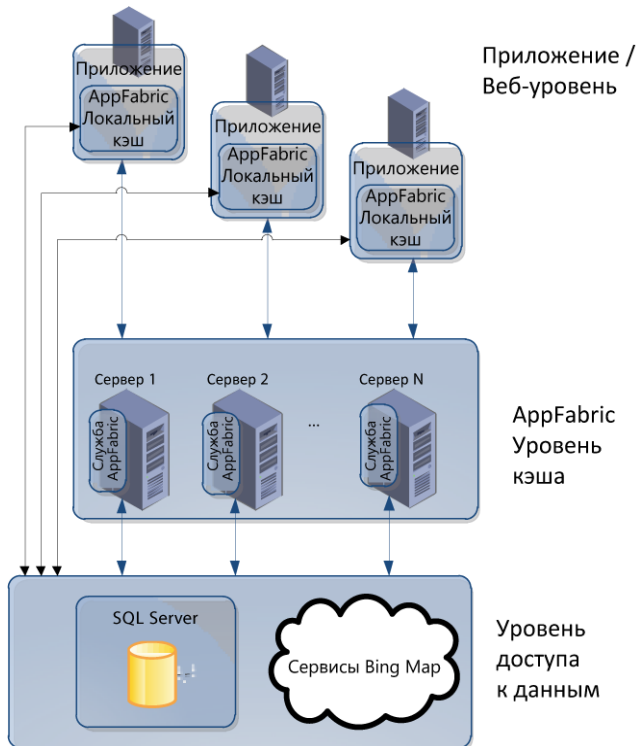 Приложение
AppFabric
Локальный
кэш
Приложение
AppFabric
Локальный
кэш
Приложение
AppFabric
Локальный
кэш
Приложение /
Веб-уровень
Сервер 1
Сервер 2
Сервер N
...
Служба
AppFabric
Служба
AppFabric
Служба
AppFabric
AppFabric
Уровень
кэша
SQL Server
Сервисы Bing Map
Уровень
доступа
к данным